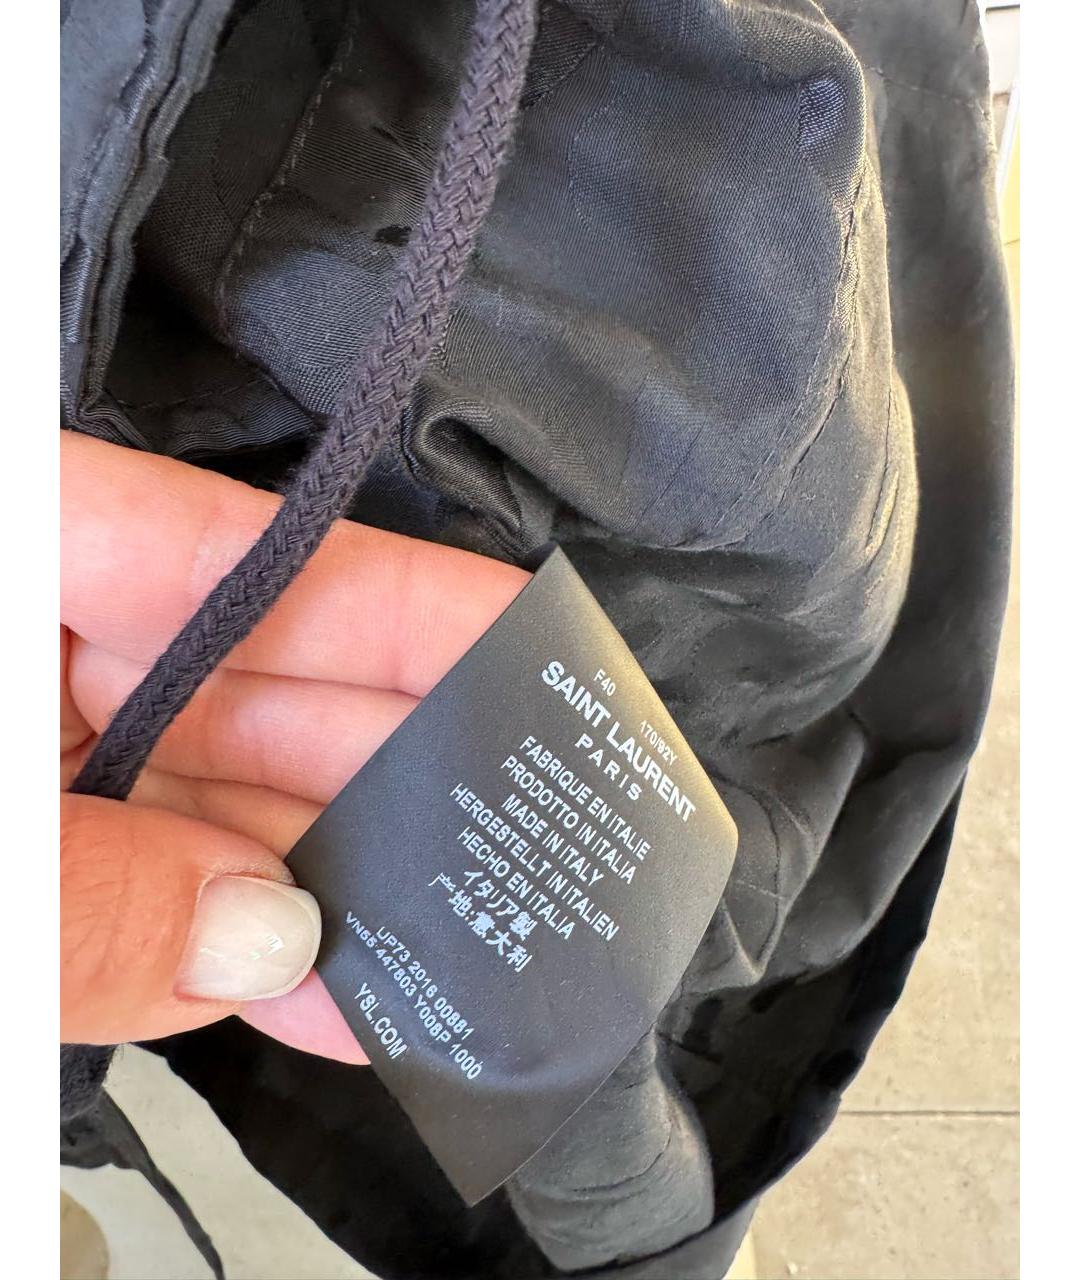 F40 170/92Y
SAINT LAURENT
PARIS
FABRIQUE EN ITALIE
PRODOTTO IN ITALIA
MADE IN ITALY
HERGESTELLT IN ITALIEN
HECHO EN ITALIA
イタリア製
产地:意大利
UP73 2016 00881
VN55 447803 Y008P 1000
YSL.COM